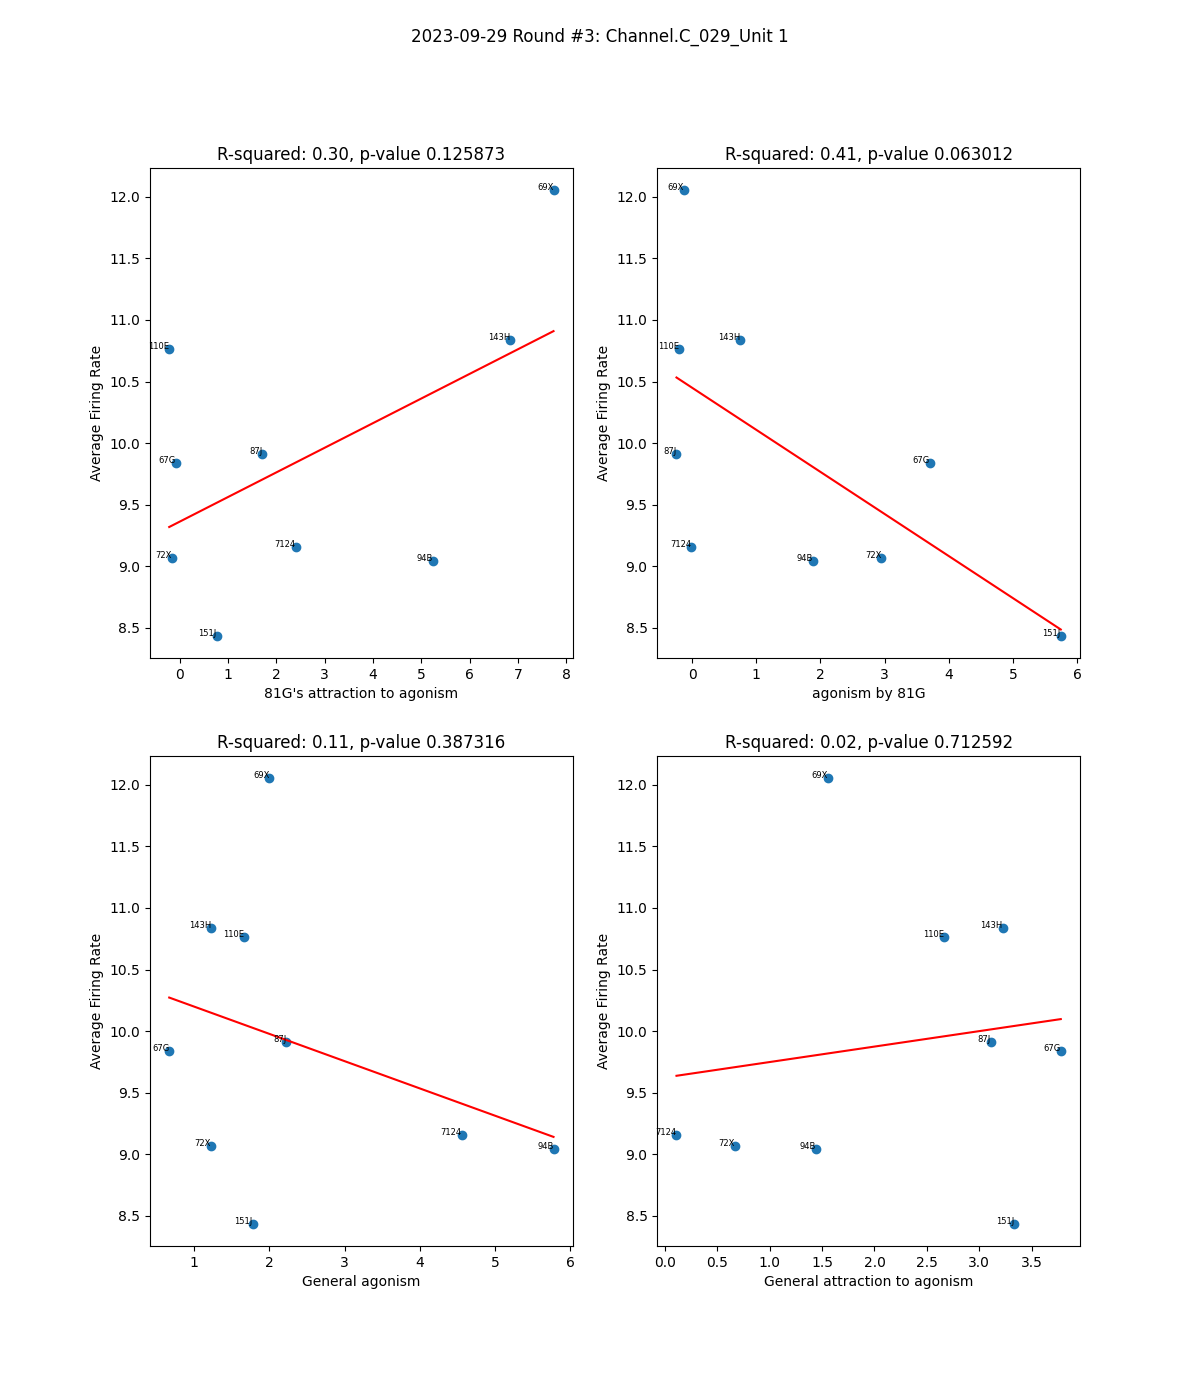 2023-09-29 Round #3: Channel.C_029_Unit 1
R-squared: 0.30, p-value 0.125873
12.0
11.5
11.0
10.5
10.0
9.5
9.0
8.5
Average Firing Rate
69X
143H
110E
87J
67G
7124
72X
94B
151J
0 1 2 3 4 5 6 7 8
81G's attraction to agonism
R-squared: 0.41, p-value 0.063012
12.0
11.5
11.0
10.5
10.0
9.5
9.0
8.5
Average Firing Rate
69X
143H
110E
87J
67G
7124
72X
94B
151J
0 1 2 3 4 5 6
agonism by 81G
R-squared: 0.11, p-value 0.387316
12.0
11.5
11.0
10.5
10.0
9.5
9.0
8.5
Average Firing Rate
69X
143H
110E
87J
67G
7124
72X
94B
151J
1 2 3 4 5 6
General agonism
R-squared: 0.02, p-value 0.712592
12.0
11.5
11.0
10.5
10.0
9.5
9.0
8.5
Average Firing Rate
69X
143H
110E
87J
67G
7124
72X
94B
151J
0.0 0.5 1.0 1.5 2.0 2.5 3.0 3.5
General attraction to agonism